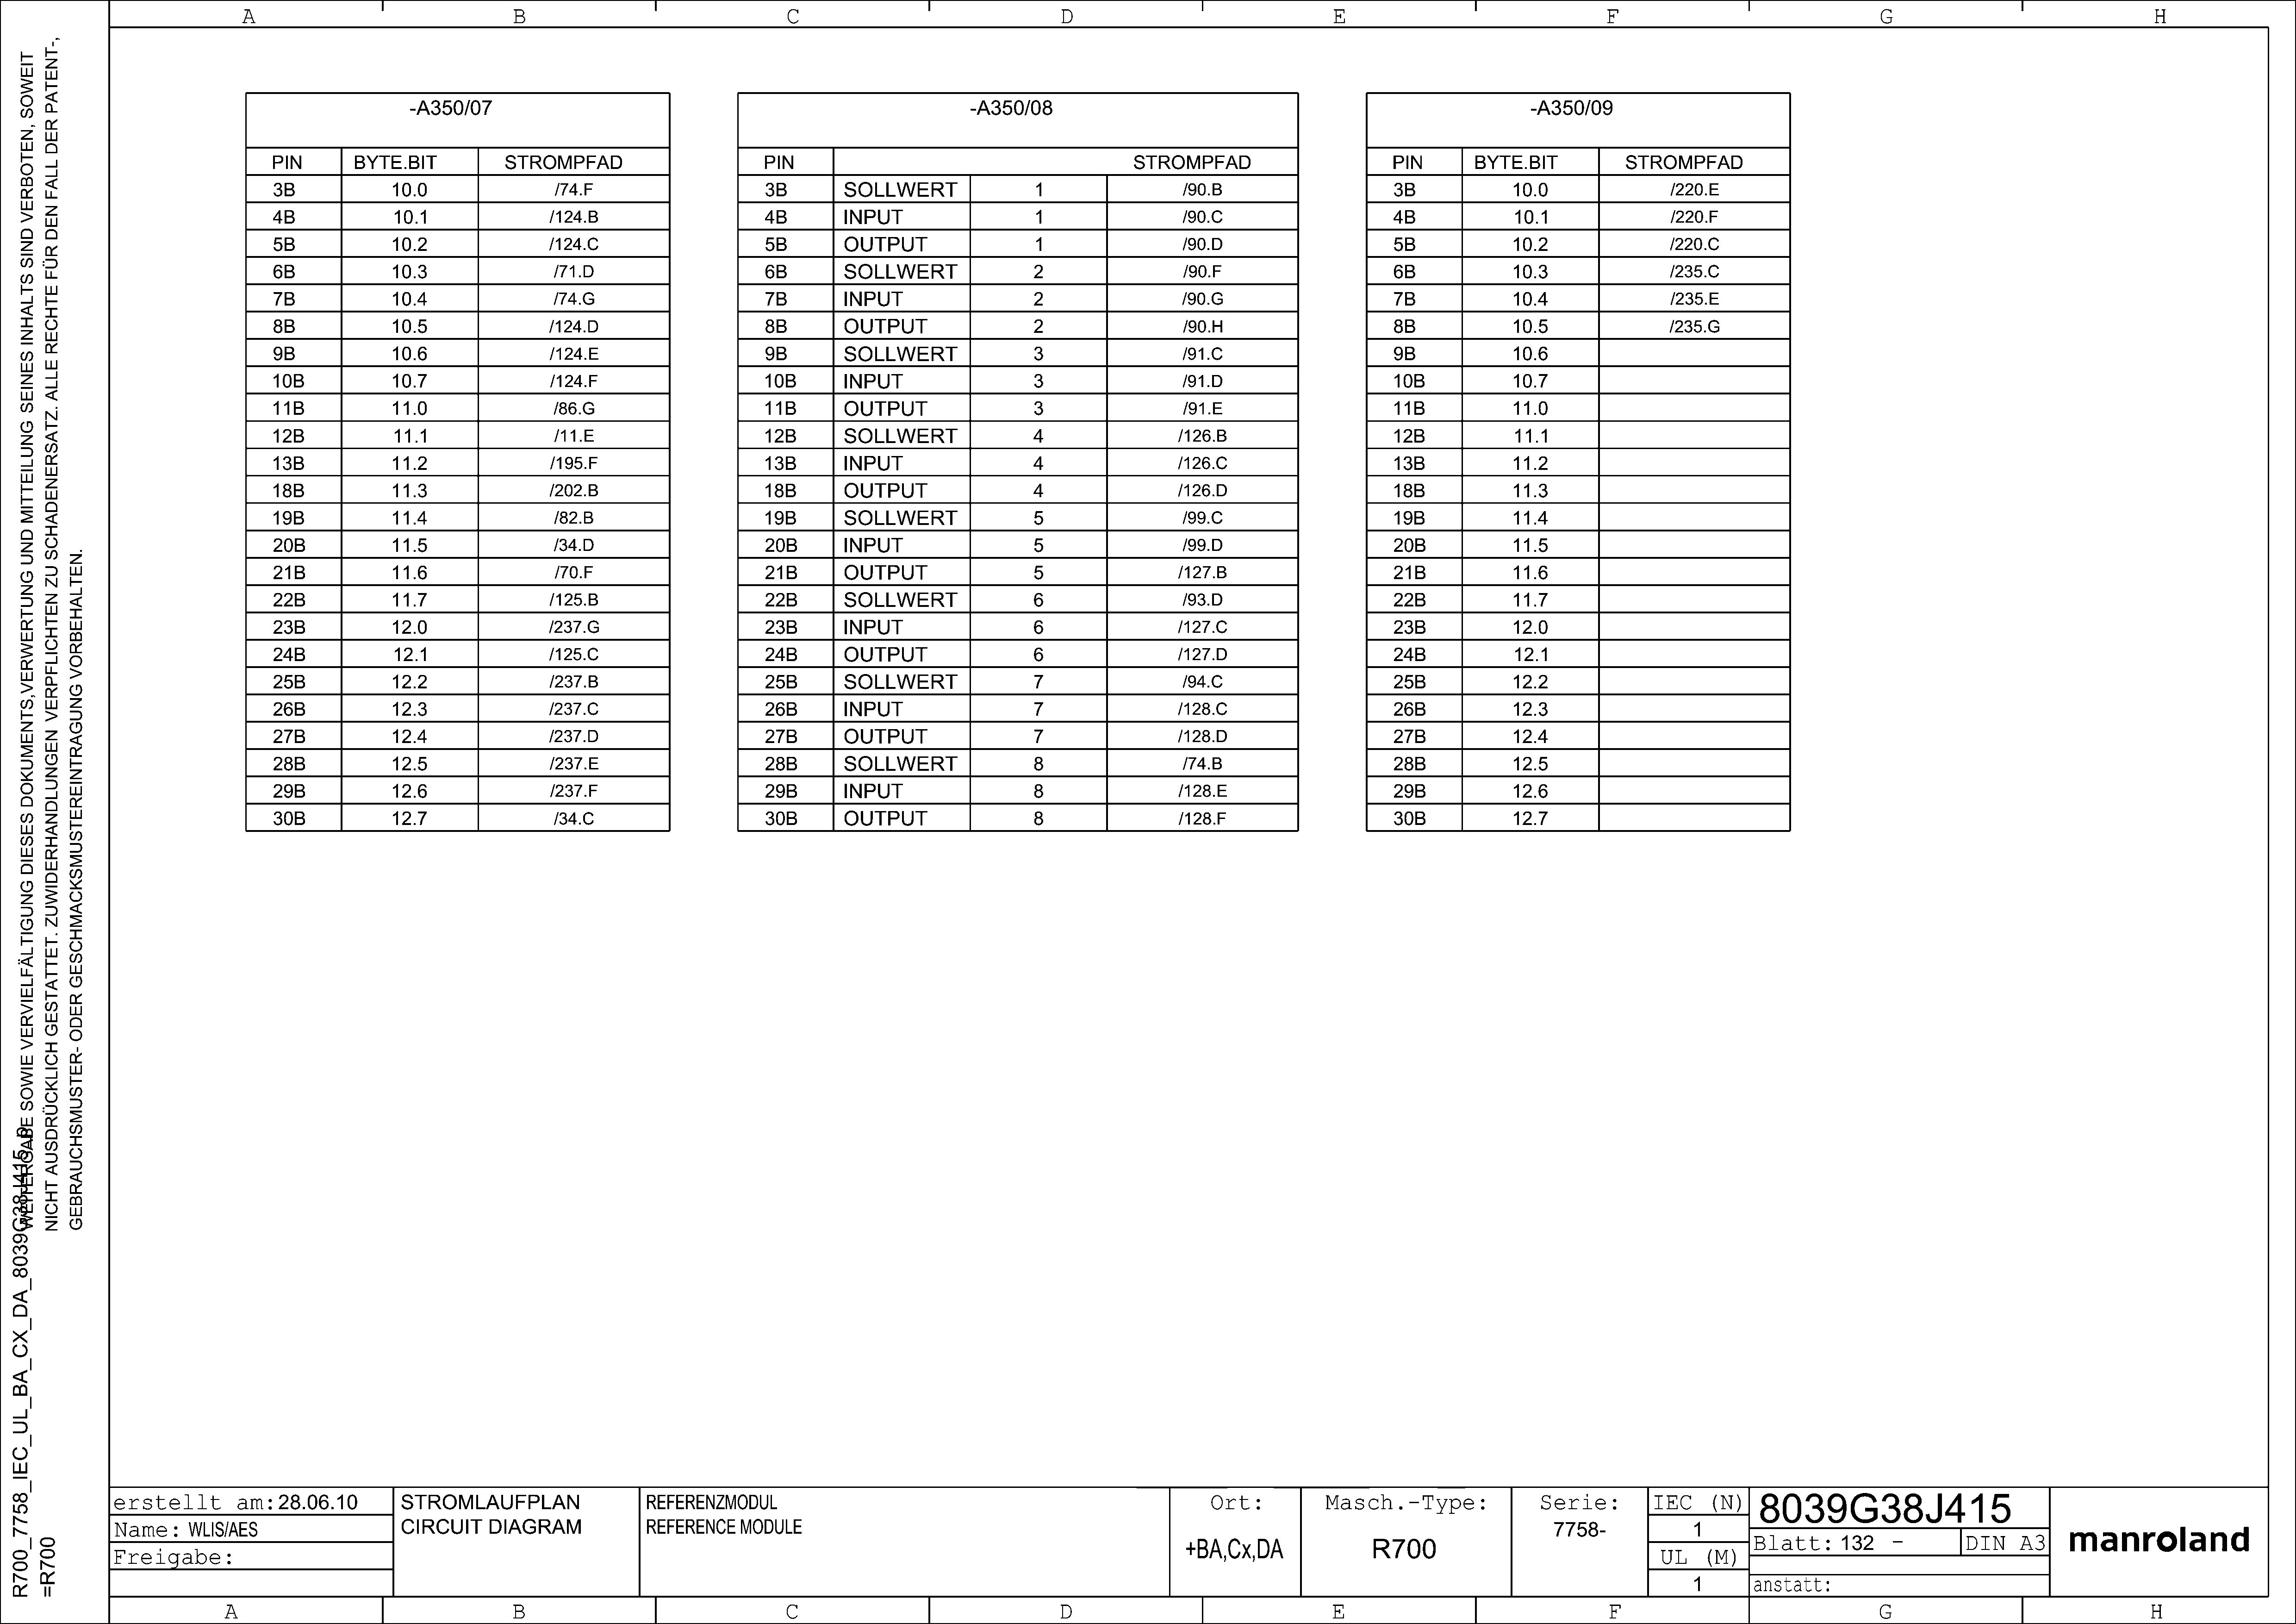 A B C D E F G H
WEITERGABE SOWIE VERVIELFÄLTIGUNG DIESES DOKUMENTS,VERWERTUNG UND MITTEILUNG SEINES INHALTS SIND VERBOTEN, SOWEIT
NICHT AUSDRÜCKLICH GESTATTET. ZUWIDERHANDLUNGEN VERPFLICHTEN ZU SCHADENERSATZ. ALLE RECHTE FÜR DEN FALL DER PATENT-,
GEBRAUCHSMUSTER- ODER GESCHMACKSMUSTEREINTRAGUNG VORBEHALTEN.
R700_7758_IEC_UL_BA_CX_DA_8039G38J415_D
=R700
-A350/07
PIN BYTE.BIT STROMPFAD
3B 10.0 /74.F
4B 10.1 /124.B
5B 10.2 /124.C
6B 10.3 /71.D
7B 10.4 /74.G
8B 10.5 /124.D
9B 10.6 /124.E
10B 10.7 /124.F
11B 11.0 /86.G
12B 11.1 /11.E
13B 11.2 /195.F
18B 11.3 /202.B
19B 11.4 /82.B
20B 11.5 /34.D
21B 11.6 /70.F
22B 11.7 /125.B
23B 12.0 /237.G
24B 12.1 /125.C
25B 12.2 /237.B
26B 12.3 /237.C
27B 12.4 /237.D
28B 12.5 /237.E
29B 12.6 /237.F
30B 12.7 /34.C
-A350/08
PIN STROMPFAD
3B SOLLWERT 1 /90.B
4B INPUT 1 /90.C
5B OUTPUT 1 /90.D
6B SOLLWERT 2 /90.F
7B INPUT 2 /90.G
8B OUTPUT 2 /90.H
9B SOLLWERT 3 /91.C
10B INPUT 3 /91.D
11B OUTPUT 3 /91.E
12B SOLLWERT 4 /126.B
13B INPUT 4 /126.C
18B OUTPUT 4 /126.D
19B SOLLWERT 5 /99.C
20B INPUT 5 /99.D
21B OUTPUT 5 /127.B
22B SOLLWERT 6 /93.D
23B INPUT 6 /127.C
24B OUTPUT 6 /127.D
25B SOLLWERT 7 /94.C
26B INPUT 7 /128.C
27B OUTPUT 7 /128.D
28B SOLLWERT 8 /74.B
29B INPUT 8 /128.E
30B OUTPUT 8 /128.F
-A350/09
PIN BYTE.BIT STROMPFAD
3B 10.0 /220.E
4B 10.1 /220.F
5B 10.2 /220.C
6B 10.3 /235.C
7B 10.4 /235.E
8B 10.5 /235.G
9B 10.6
10B 10.7
11B 11.0
12B 11.1
13B 11.2
18B 11.3
19B 11.4
20B 11.5
21B 11.6
22B 11.7
23B 12.0
24B 12.1
25B 12.2
26B 12.3
27B 12.4
28B 12.5
29B 12.6
30B 12.7
erstellt am: 28.06.10
Name: WLIS/AES
Freigabe:
STROMLAUFPLAN
CIRCUIT DIAGRAM
REFERENZMODUL
REFERENCE MODULE
Ort:
+BA,Cx,DA
Masch.-Type:
R700
Serie:
7758-
IEC (N)
1
UL (M)
1
8039G38J415
Blatt: 132 - DIN A3
anstatt:
manroland
A B C D E F G H